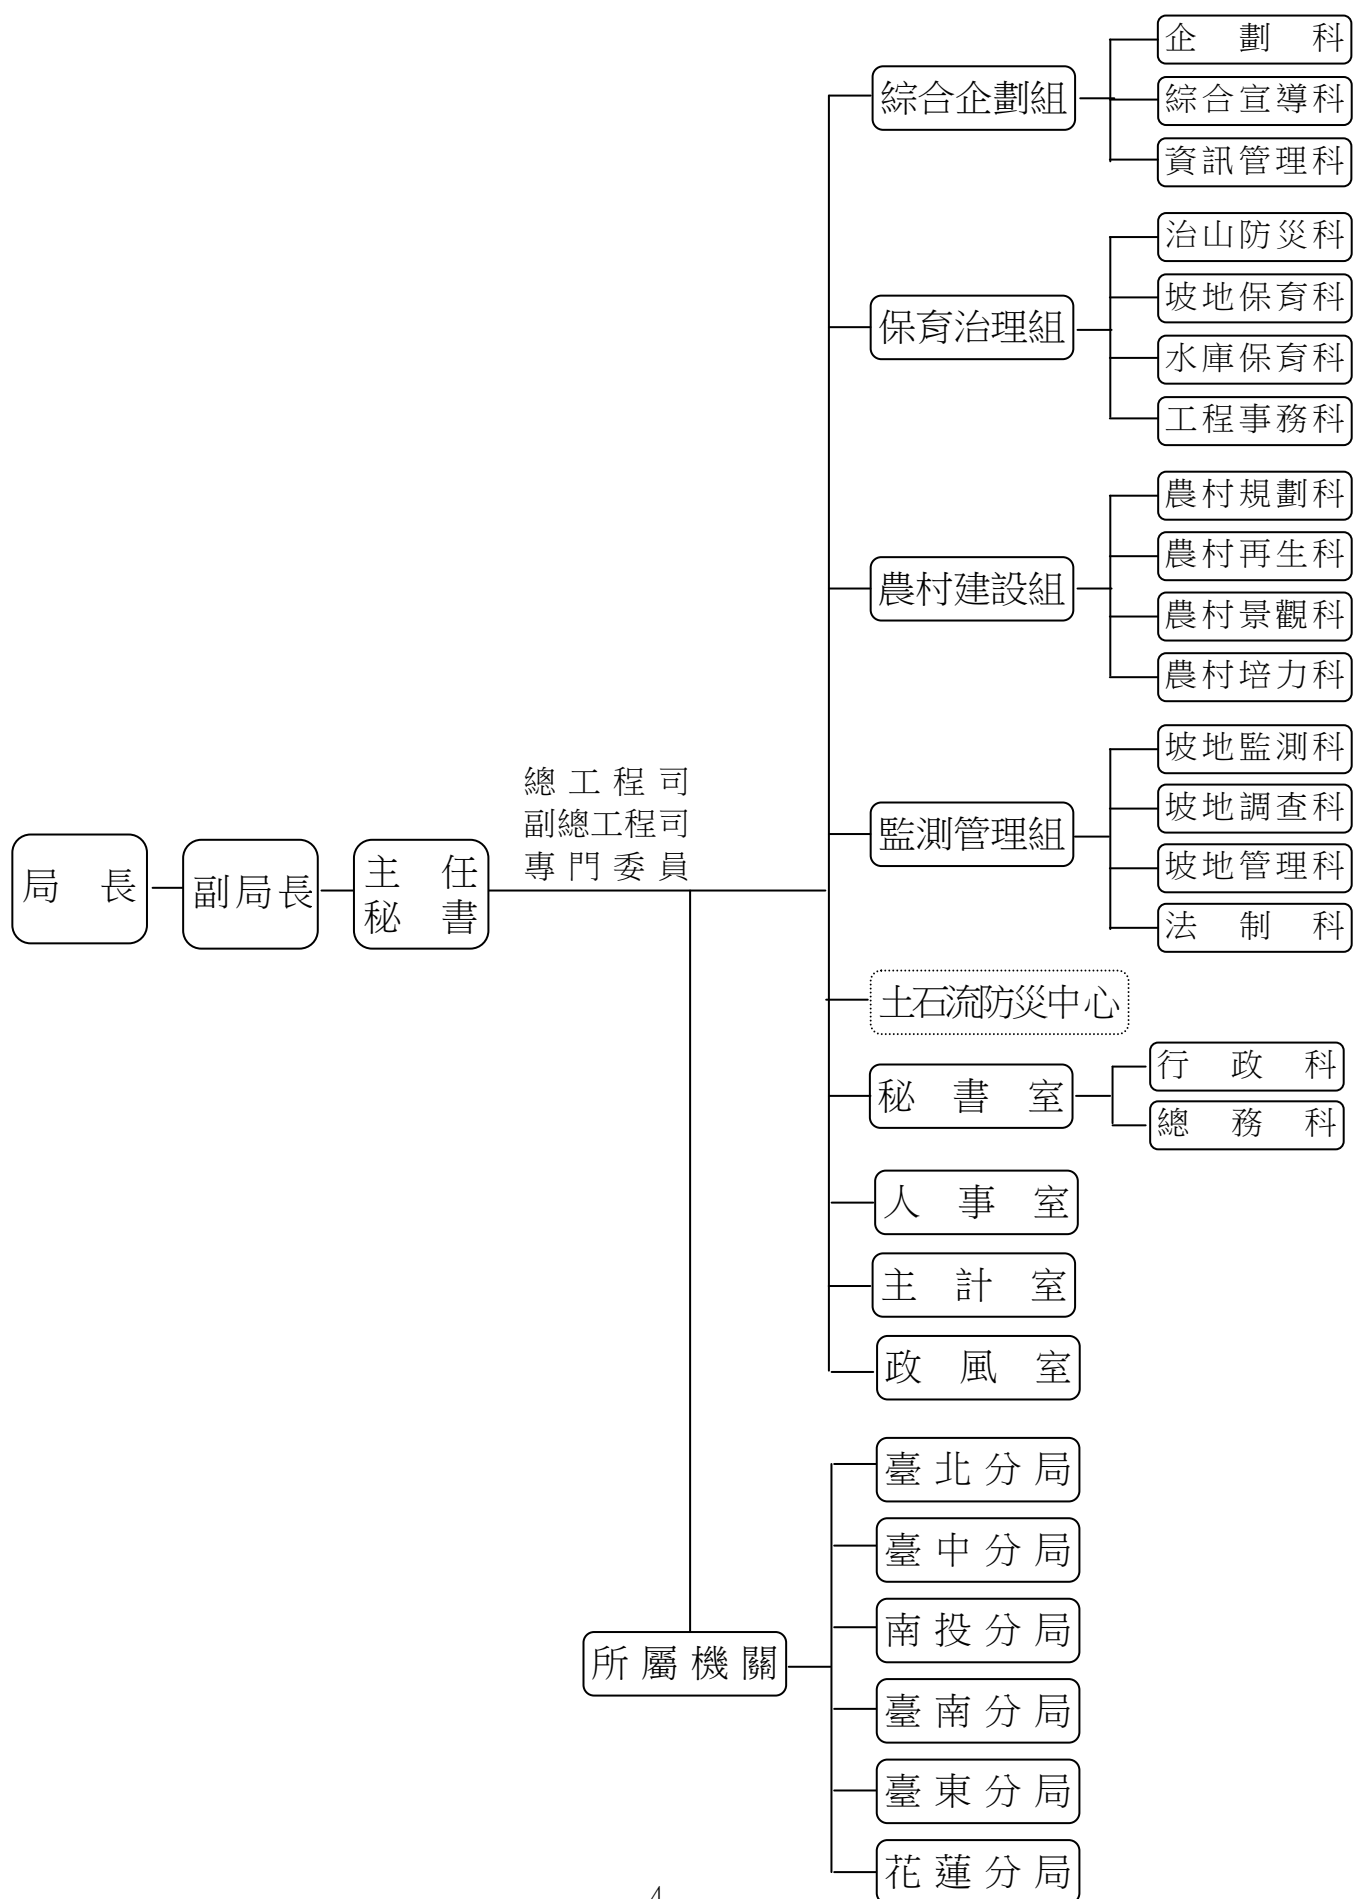 局長
副局長
主任
秘書
總工程司
副總工程司
專門委員
綜合企劃組
企劃科
綜合宣導科
資訊管理科
保育治理組
治山防災科
坡地保育科
水庫保育科
工程事務科
農村建設組
農村規劃科
農村再生科
農村景觀科
農村培力科
監測管理組
坡地監測科
坡地調查科
坡地管理科
法制科
土石流防災中心
秘書室
行政科
總務科
人事室
主計室
政風室
所屬機關
臺北分局
臺中分局
南投分局
臺南分局
臺東分局
花蓮分局
4